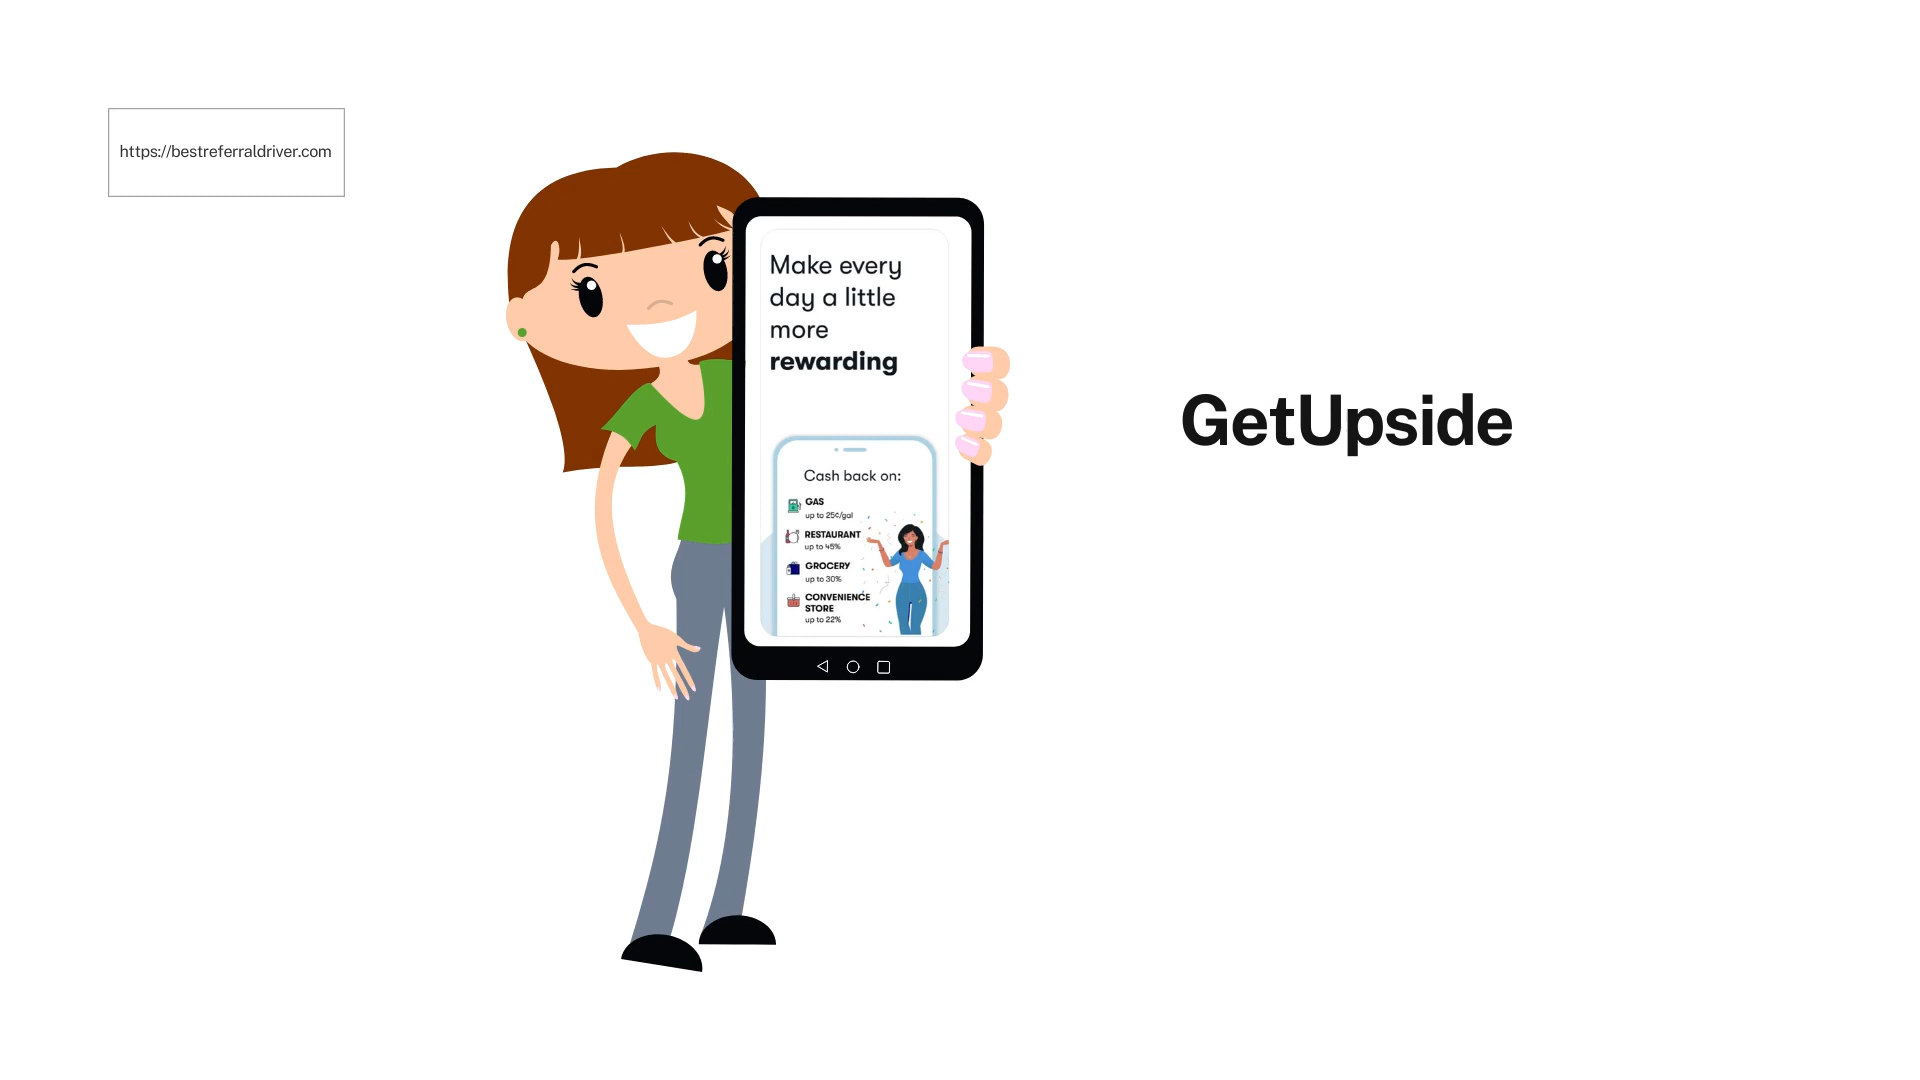 https://bestreferraldriver.com
Make every
day a little
more
rewarding
Cash back on:
GAS
up to 25¢/gal
RESTAURANT
up to 45%
GROCERY
up to 30%
CONVENIENCE
STORE
up to 22%
GetUpside